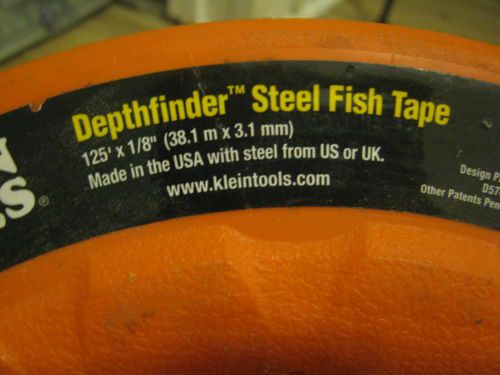 Depthfinder™ Steel Fish Tape
125' x 1/8" (38.1 m x 3.1 mm)
Made in the USA with steel from US or UK.
www.kleintools.com
®
Design
D57
Other Patents